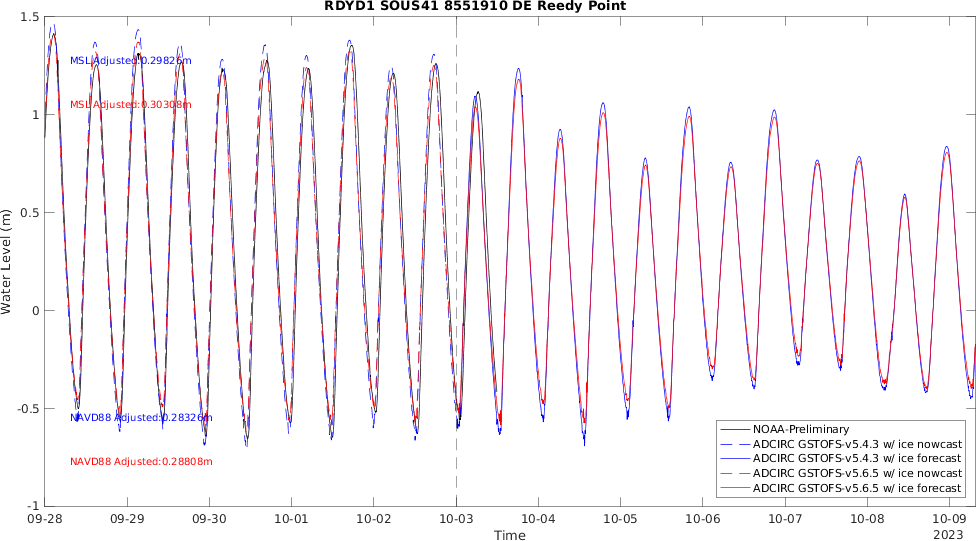 RDYD1 SOUS41 8551910 DE Reedy Point
1.5
1
0.5
0
-0.5
-1
Water Level (m)
MSL Adjusted:0.29826m
MSL Adjusted:0.30308m
NAVD88 Adjusted:0.28326m
NAVD88 Adjusted:0.28808m
NOAA-Preliminary
ADCIRC GSTOFS-v5.4.3 w/ ice nowcast
ADCIRC GSTOFS-v5.4.3 w/ ice forecast
ADCIRC GSTOFS-v5.6.5 w/ ice nowcast
ADCIRC GSTOFS-v5.6.5 w/ ice forecast
09-28 09-29 09-30 10-01 10-02 10-03 10-04 10-05 10-06 10-07 10-08 10-09
Time
2023